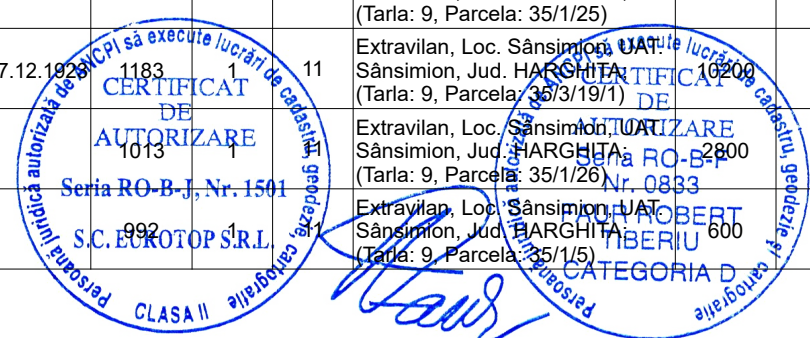 (Tarla: 9, Parcela: 35/1/25)
7.12.1923 1183 1 11 Extravilan, Loc. Sânsimion, UAT. 10200
Sânsimion, Jud. HARGHITA;
(Tarla: 9, Parcela: 35/3/19/1)
1013 1 11 Extravilan, Loc. Sânsimion, UAT. 2800
Sânsimion, Jud. HARGHITA;
(Tarla: 9, Parcela: 35/1/26)
992 1 11 Extravilan, Loc. Sânsimion, UAT. 600
Sânsimion, Jud. HARGHITA;
(Tarla: 9, Parcela: 35/1/5)
Persoană juridică autorizată de ANCPI să execute lucrări de cadastru, geodezie, cartografie
CERTIFICAT
DE
AUTORIZARE
Seria RO-B-J, Nr. 1501
S.C. EUROTOP S.R.L.
CLASA II
Persoană autorizată de ANCPI să execute lucrări de cadastru, geodezie și cartografie
CERTIFICAT
DE
AUTORIZARE
Seria RO-B-F
Nr. 0833
FAUR ROBERT
TIBERIU
CATEGORIA D